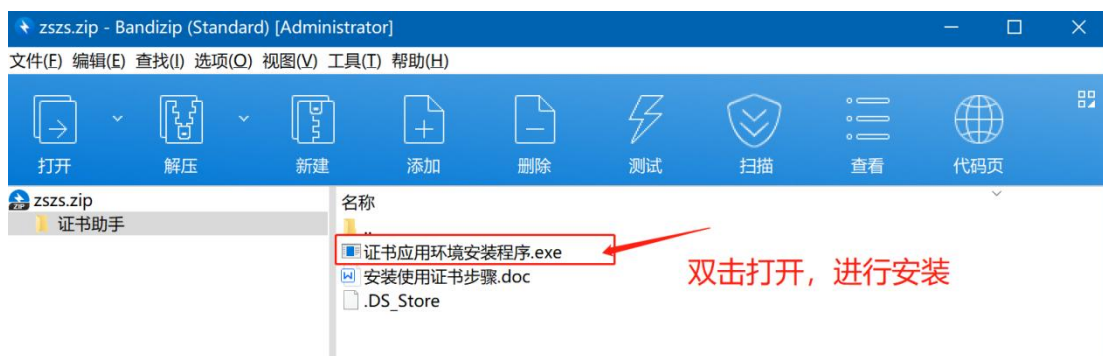 zszs.zip - Bandizip (Standard) [Administrator]
文件(F) 编辑(E) 查找(I) 选项(O) 视图(V) 工具(T) 帮助(H)
打开 解压 新建 添加 删除 测试 扫描 查看 代码页
zszs.zip
证书助手
名称
..
证书应用环境安装程序.exe
安装使用证书步骤.doc
.DS_Store
双击打开，进行安装